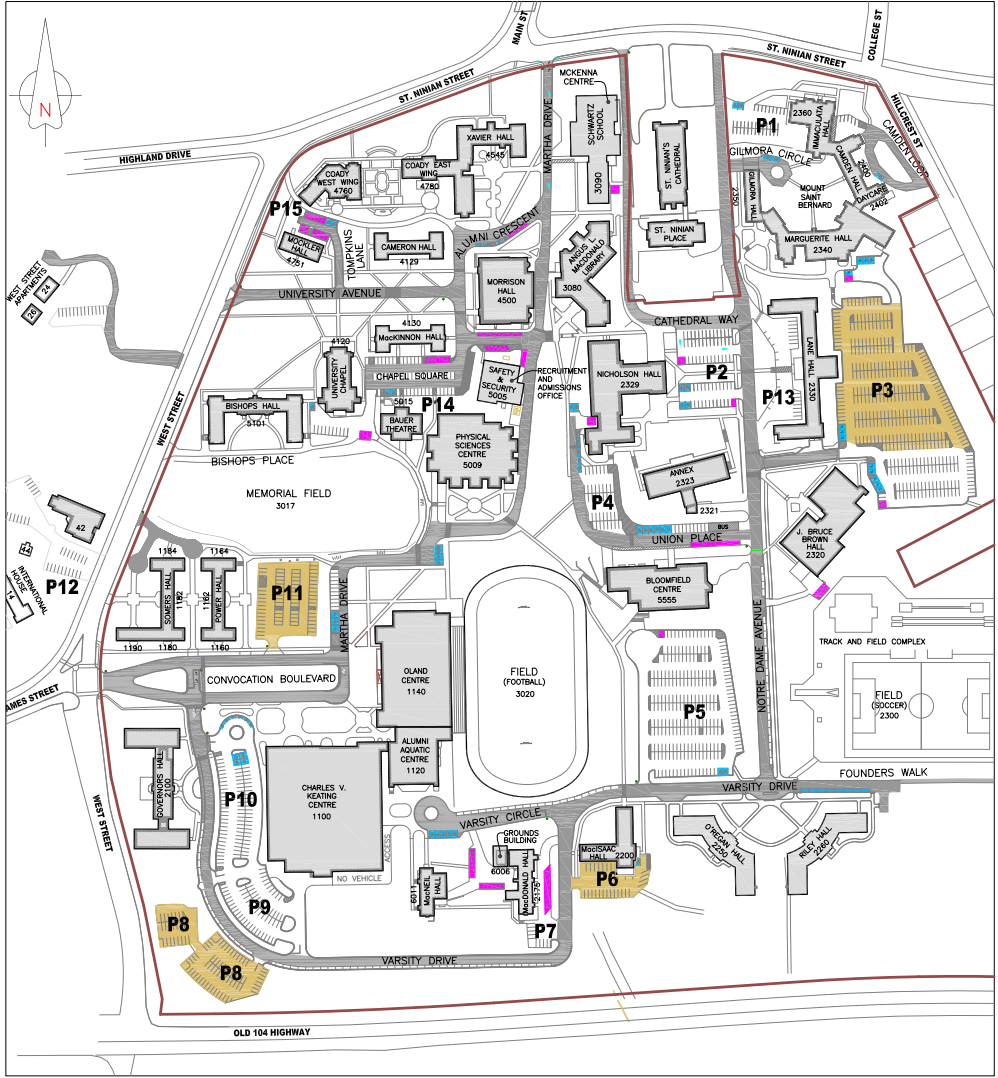 MAIN ST
COLLEGE ST
ST. NINIAN STREET
ST. NINIAN STREET
MCKENNA
CENTRE
N
HILLCREST ST
CAMDEN LOOP
P1
2360
IMMACULATA
HALL
SCHWARTZ
SCHOOL
3090
MARTHA DRIVE
XAVIER HALL
4545
HIGHLAND DRIVE
GILMORA CIRCLE
CAMDEN HALL
2400
ST. NINIAN'S
CATHEDRAL
COADY EAST
WING
4780
COADY
WEST WING
4760
2350
GILMORA HALL
MOUNT
SAINT
BERNARD
DAYCARE
2402
P15
MOCKLER
HALL
4751
TOMPKINS
LANE
CAMERON HALL
4129
ALUMNI CRESCENT
ANGUS L.
MACDONALD
LIBRARY
3080
ST. NINIAN
PLACE
MARGUERITE HALL
2340
WEST STREET
APARTMENTS
24
26
UNIVERSITY AVENUE
MORRISON
HALL
4500
CATHEDRAL WAY
4130
MacKINNON HALL
4120
UNIVERSITY
CHAPEL
CHAPEL SQUARE
SAFETY
&
SECURITY
5005
RECRUITMENT
AND
ADMISSIONS
OFFICE
NICHOLSON HALL
2329
P2
LANE HALL
2330
P13
P3
WEST STREET
BISHOPS HALL
5101
5015
P14
BAUER
THEATRE
PHYSICAL
SCIENCES
CENTRE
5009
BISHOPS PLACE
MEMORIAL FIELD
3017
ANNEX
2323
2321
P4
BUS
UNION PLACE
J. BRUCE
BROWN
HALL
2320
42
44
14
INTERNATIONAL
HOUSE
P12
1184
1164
SOMERS HALL
1182
1162
POWER HALL
1190
1180
1160
P11
MARTHA DRIVE
BLOOMFIELD
CENTRE
5555
TRACK AND FIELD COMPLEX
NOTRE DAME AVENUE
OLAND
CENTRE
1140
FIELD
(FOOTBALL)
3020
CONVOCATION BOULEVARD
JAMES STREET
FIELD
(SOCCER)
2300
P5
ALUMNI
AQUATIC
CENTRE
1120
GOVERNORS HALL
2100
P10
CHARLES V.
KEATING
CENTRE
1100
FOUNDERS WALK
VARSITY DRIVE
WEST STREET
VARSITY CIRCLE
ACCESS
NO VEHICLE
GROUNDS
BUILDING
6006
MacISAAC
HALL
2200
O'REGAN HALL
2250
RILEY HALL
2260
6011
MacNEIL
HALL
MacDONALD HALL
2175
P6
P9
P8
P7
P8
VARSITY DRIVE
OLD 104 HIGHWAY